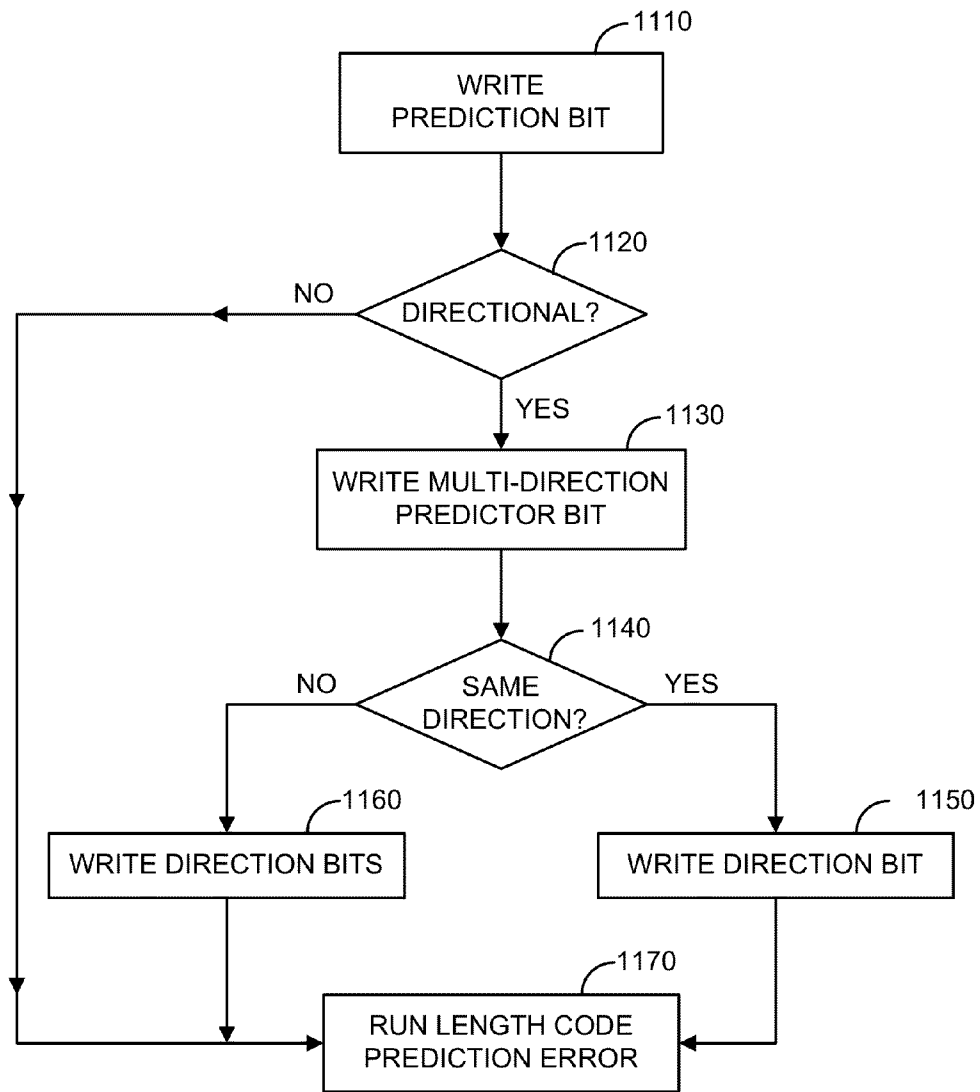 1110
WRITE
PREDICTION BIT
1120
NO
DIRECTIONAL?
YES
1130
WRITE MULTI-DIRECTION
PREDICTOR BIT
1140
NO
SAME
DIRECTION?
YES
1160
WRITE DIRECTION BITS
1150
WRITE DIRECTION BIT
1170
RUN LENGTH CODE
PREDICTION ERROR